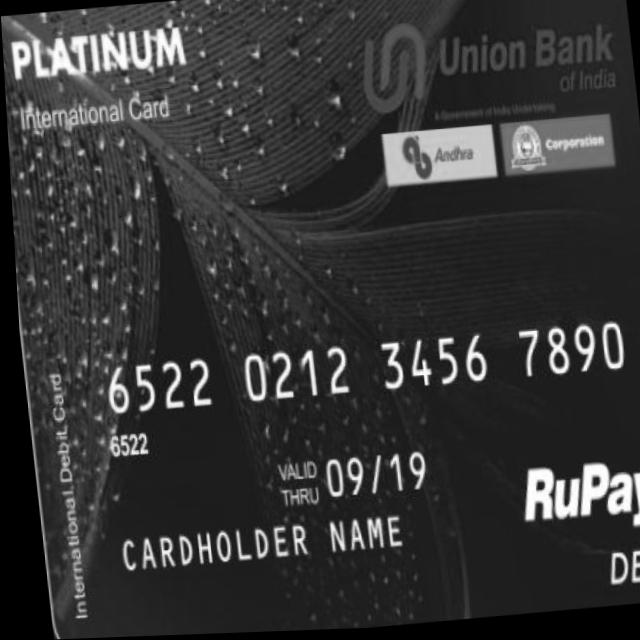 PLATINUM
International Card
Union Bank
of India
A Government of India Undertaking
Andhra
Corporation
6522 0212 3456 7890
6522
VALID THRU 09/19
CARDHOLDER NAME
International Debit Card
RuPay
DE